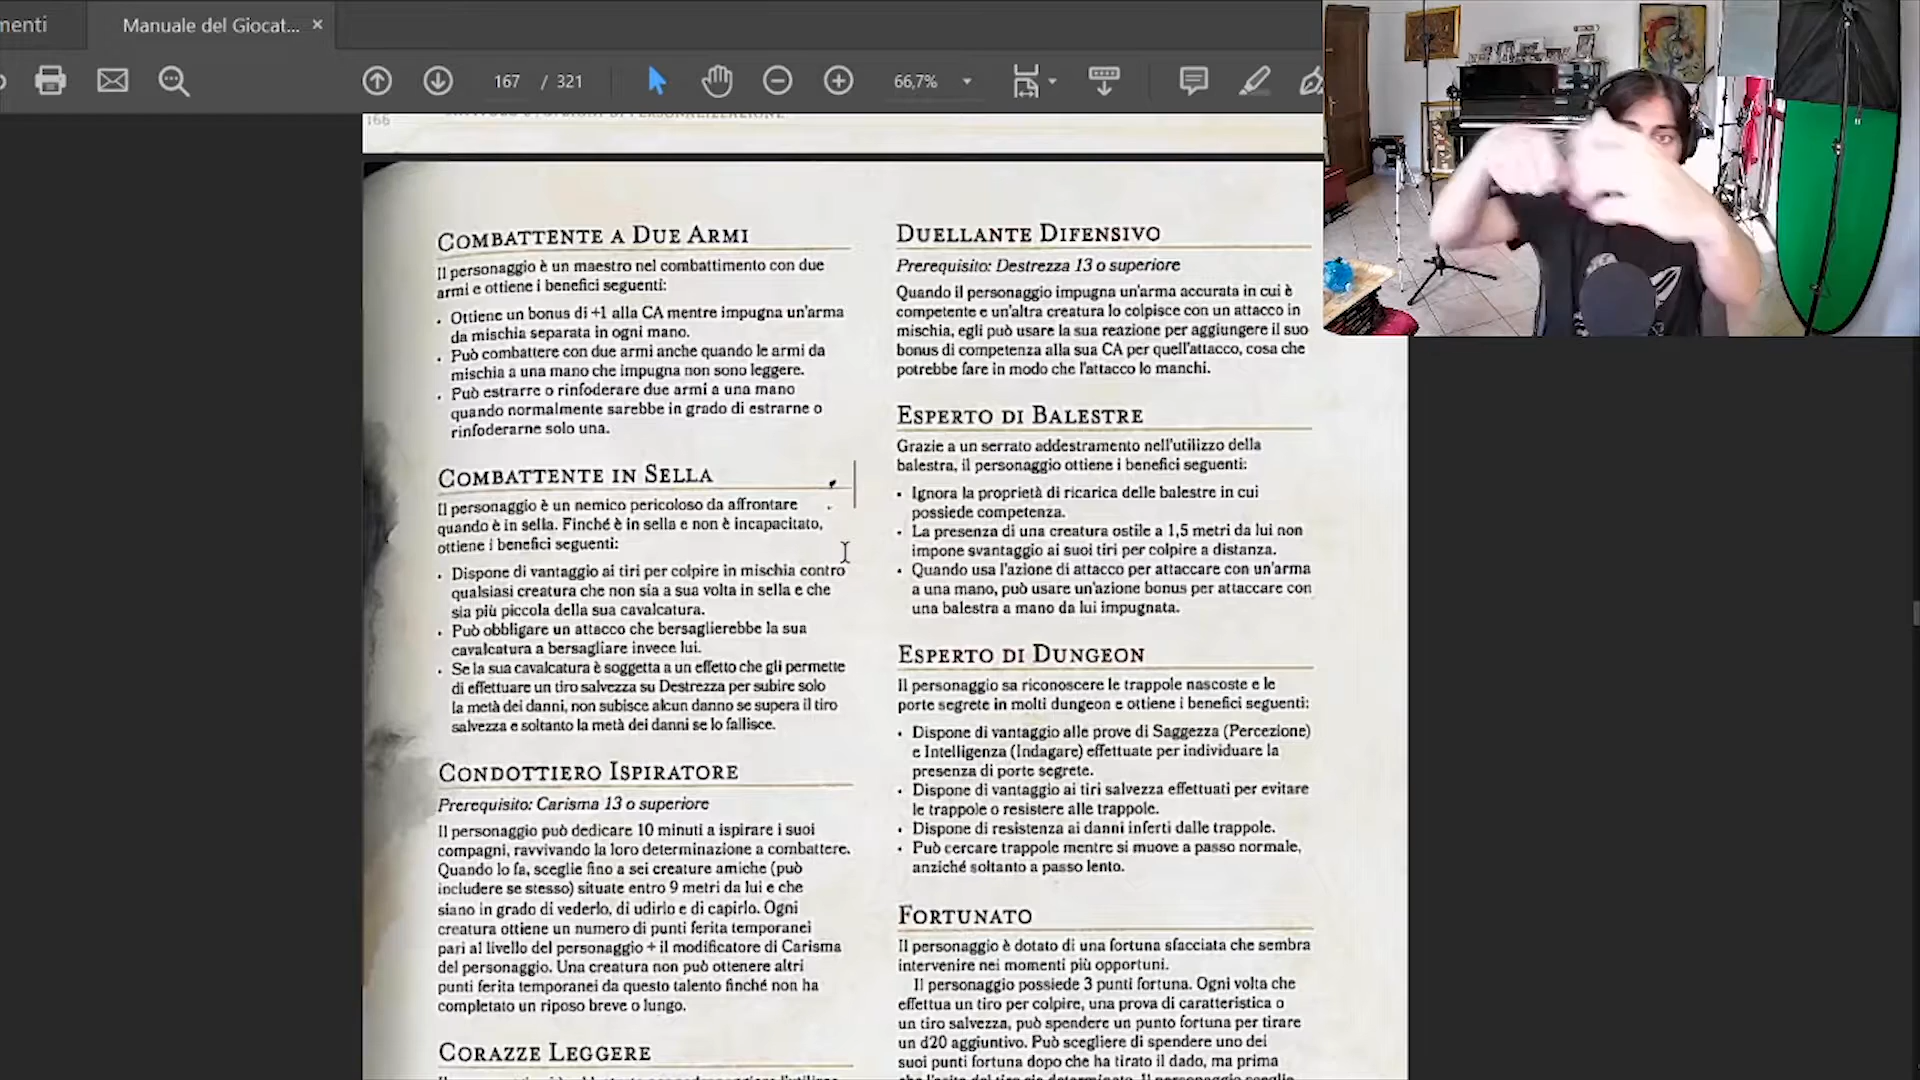 menti
Manuale del Giocat... ×
167 / 321
66,7%
166
COMBATTENTE A DUE ARMI
Il personaggio è un maestro nel combattimento con due
armi e ottiene i benefici seguenti:
• Ottiene un bonus di +1 alla CA mentre impugna un'arma
da mischia separata in ogni mano.
• Può combattere con due armi anche quando le armi da
mischia a una mano che impugna non sono leggere.
• Può estrarre o rinfoderare due armi a una mano
quando normalmente sarebbe in grado di estrarne o
rinfoderarne solo una.
COMBATTENTE IN SELLA
Il personaggio è un nemico pericoloso da affrontare
quando è in sella. Finché è in sella e non è incapacitato,
ottiene i benefici seguenti:
• Dispone di vantaggio ai tiri per colpire in mischia contro
qualsiasi creatura che non sia a sua volta in sella e che
sia più piccola della sua cavalcatura.
• Può obbligare un attacco che bersaglierebbe la sua
cavalcatura a bersagliare invece lui.
• Se la sua cavalcatura è soggetta a un effetto che gli permette
di effettuare un tiro salvezza su Destrezza per subire solo
la metà dei danni, non subisce alcun danno se supera il tiro
salvezza e soltanto la metà dei danni se lo fallisce.
CONDOTTIERO ISPIRATORE
Prerequisito: Carisma 13 o superiore
Il personaggio può dedicare 10 minuti a ispirare i suoi
compagni, ravvivando la loro determinazione a combattere.
Quando lo fa, sceglie fino a sei creature amiche (può
includere se stesso) situate entro 9 metri da lui e che
siano in grado di vederlo, di udirlo e di capirlo. Ogni
creatura ottiene un numero di punti ferita temporanei
pari al livello del personaggio + il modificatore di Carisma
del personaggio. Una creatura non può ottenere altri
punti ferita temporanei da questo talento finché non ha
completato un riposo breve o lungo.
CORAZZE LEGGERE
DUELLANTE DIFENSIVO
Prerequisito: Destrezza 13 o superiore
Quando il personaggio impugna un'arma accurata in cui è
competente e un'altra creatura lo colpisce con un attacco in
mischia, egli può usare la sua reazione per aggiungere il suo
bonus di competenza alla sua CA per quell'attacco, cosa che
potrebbe fare in modo che l'attacco lo manchi.
ESPERTO DI BALESTRE
Grazie a un serrato addestramento nell'utilizzo della
balestra, il personaggio ottiene i benefici seguenti:
• Ignora la proprietà di ricarica delle balestre in cui
possiede competenza.
• La presenza di una creatura ostile a 1,5 metri da lui non
impone svantaggio ai suoi tiri per colpire a distanza.
• Quando usa l'azione di attacco per attaccare con un'arma
a una mano, può usare un'azione bonus per attaccare con
una balestra a mano da lui impugnata.
ESPERTO DI DUNGEON
Il personaggio sa riconoscere le trappole nascoste e le
porte segrete in molti dungeon e ottiene i benefici seguenti:
• Dispone di vantaggio alle prove di Saggezza (Percezione)
e Intelligenza (Indagare) effettuate per individuare la
presenza di porte segrete.
• Dispone di vantaggio ai tiri salvezza effettuati per evitare
le trappole o resistere alle trappole.
• Dispone di resistenza ai danni inferti dalle trappole.
• Può cercare trappole mentre si muove a passo normale,
anziché soltanto a passo lento.
FORTUNATO
Il personaggio è dotato di una fortuna sfacciata che sembra
intervenire nei momenti più opportuni.
Il personaggio possiede 3 punti fortuna. Ogni volta che
effettua un tiro per colpire, una prova di caratteristica o
un tiro salvezza, può spendere un punto fortuna per tirare
un d20 aggiuntivo. Può scegliere di spendere uno dei
suoi punti fortuna dopo che ha tirato il dado, ma prima